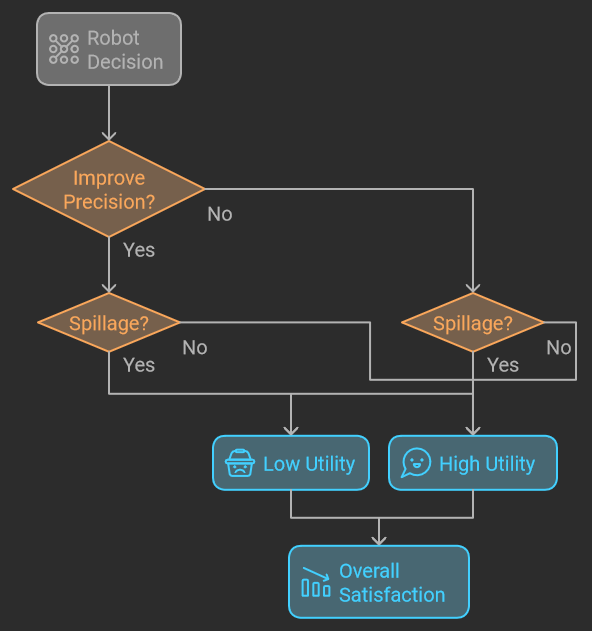 Robot
Decision
Improve
Precision?
No
Yes
Spillage?
Spillage?
No
No
Yes
Yes
Low Utility
High Utility
Overall
Satisfaction